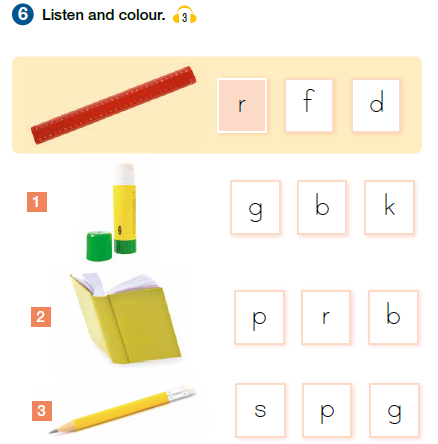 6 Listen and colour. 3
r f d
1 g b k
2 p r b
3 s p g